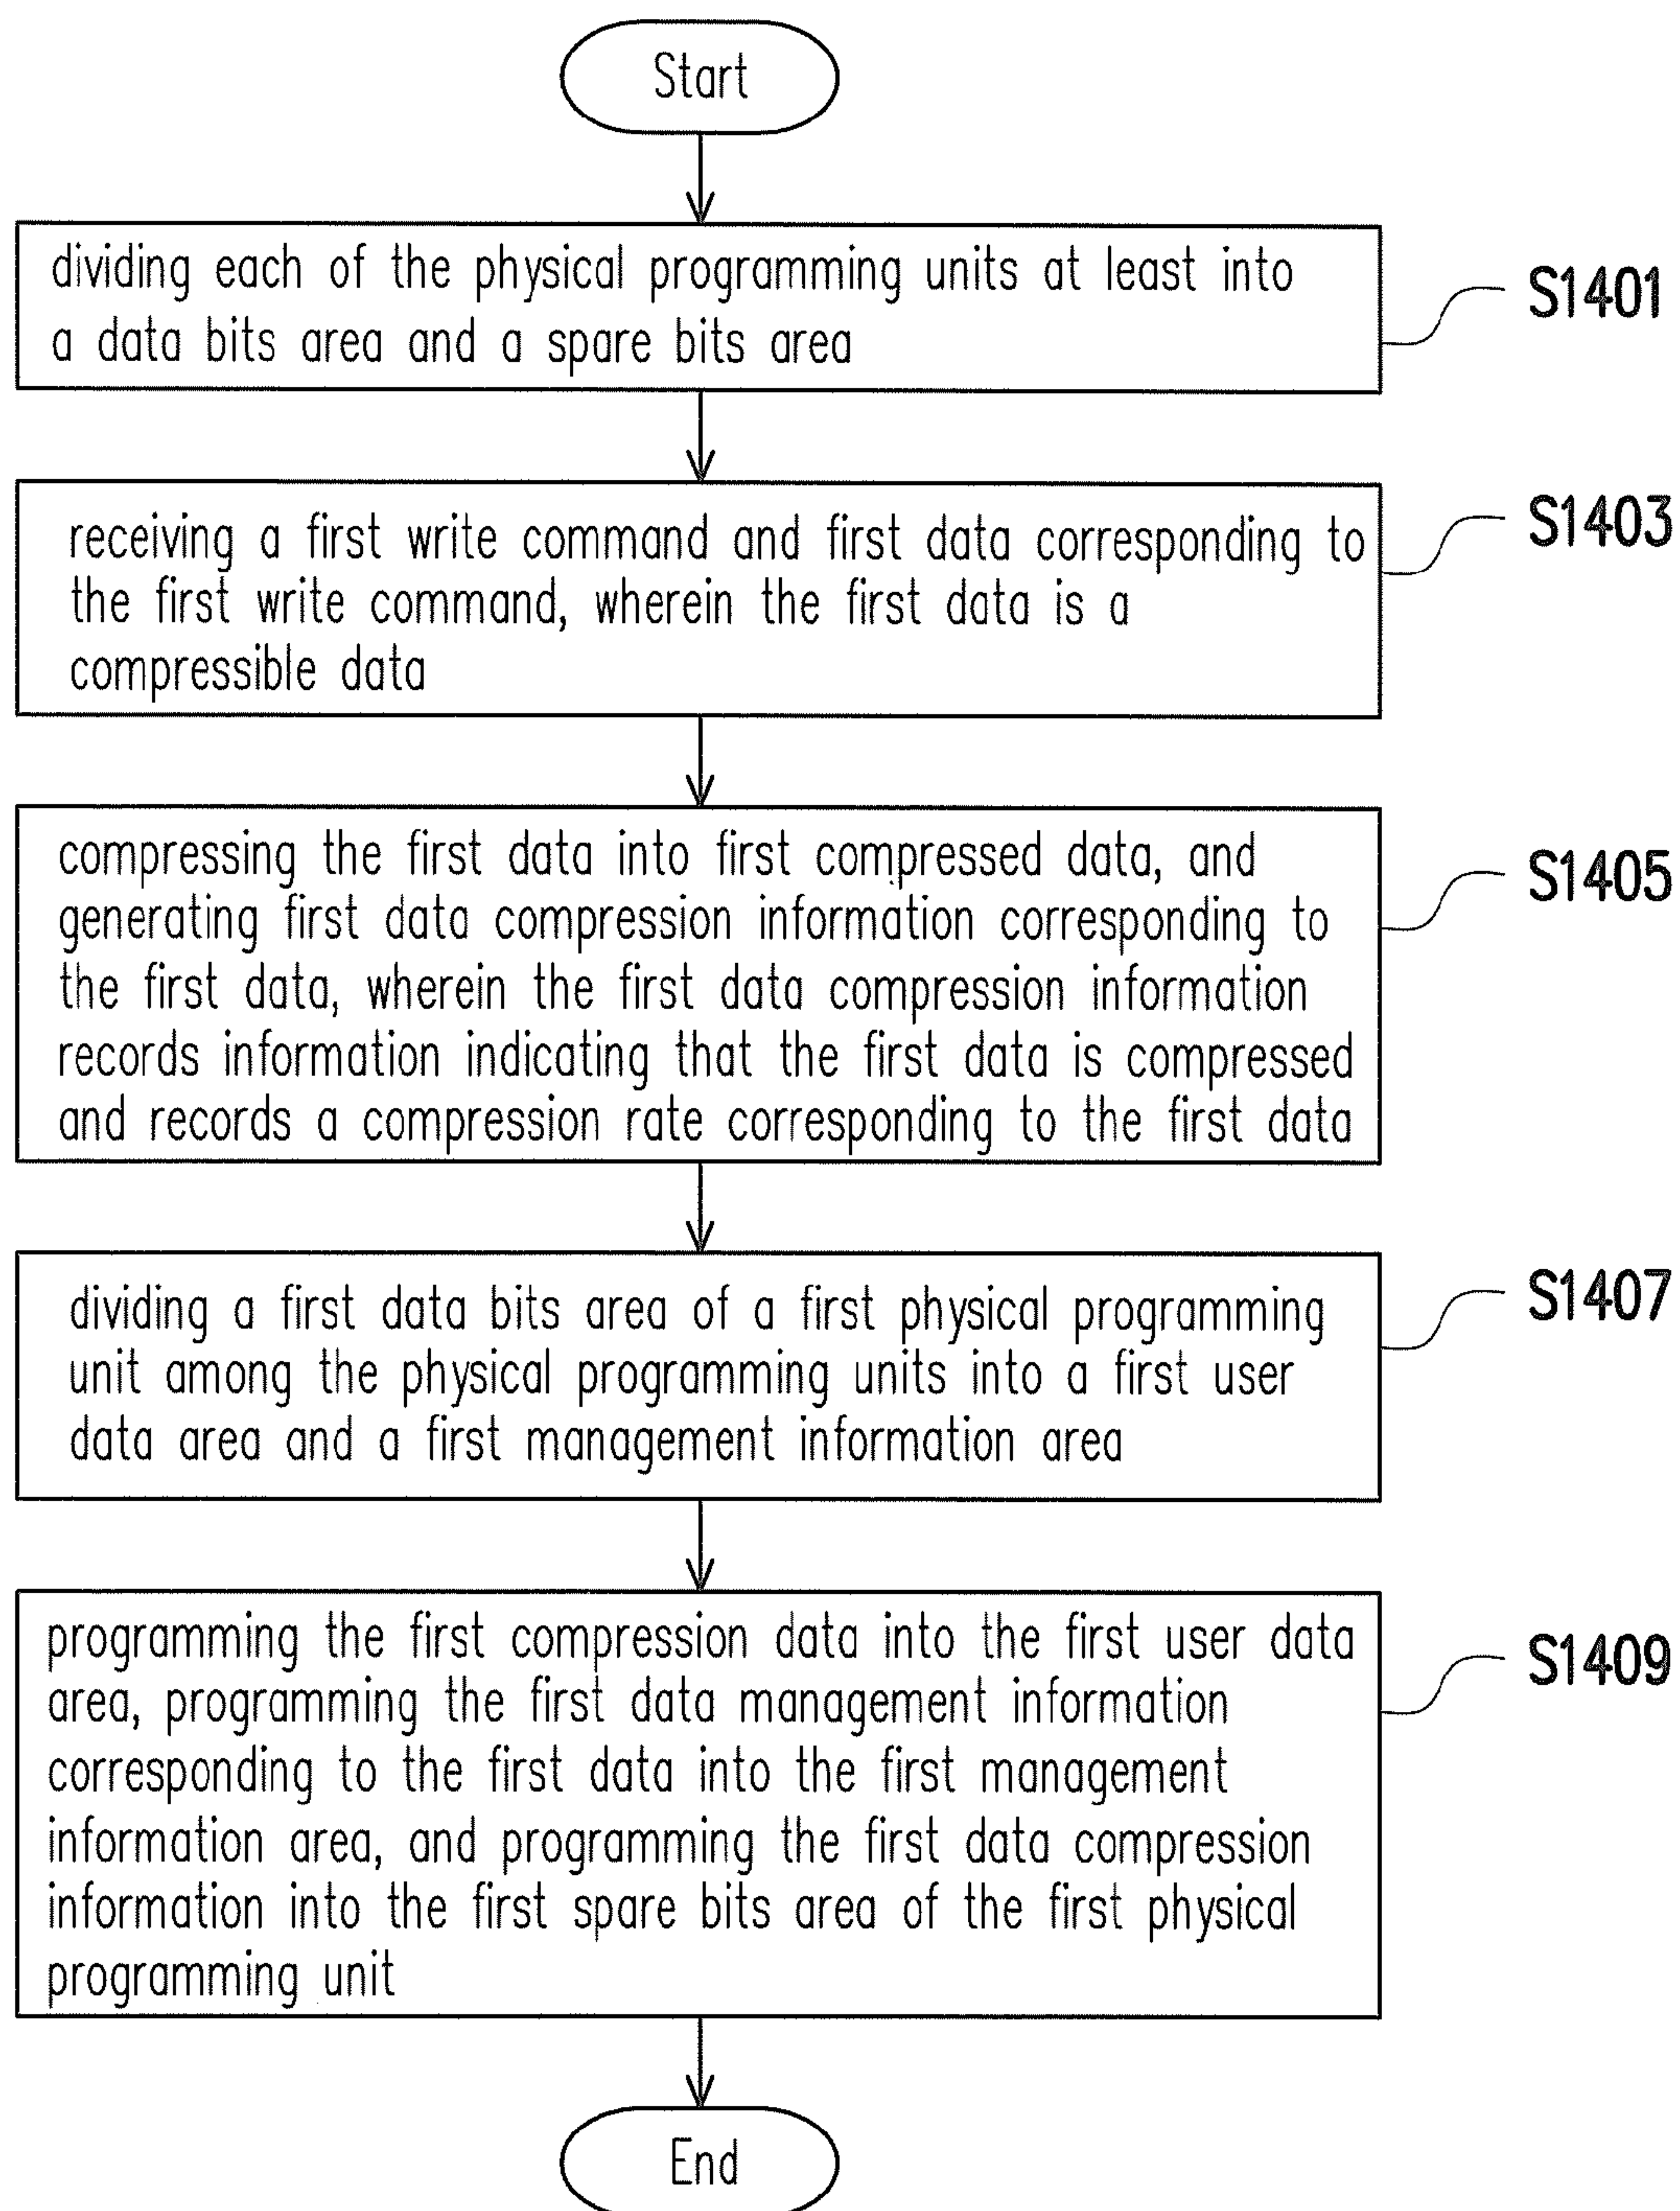 Start
dividing each of the physical programming units at least into
a data bits area and a spare bits area
S1401
receiving a first write command and first data corresponding to
the first write command, wherein the first data is a
compressible data
S1403
compressing the first data into first compressed data, and
generating first data compression information corresponding to
the first data, wherein the first data compression information
records information indicating that the first data is compressed
and records a compression rate corresponding to the first data
S1405
dividing a first data bits area of a first physical programming
unit among the physical programming units into a first user
data area and a first management information area
S1407
programming the first compression data into the first user data
area, programming the first data management information
corresponding to the first data into the first management
information area, and programming the first data compression
information into the first spare bits area of the first physical
programming unit
S1409
End